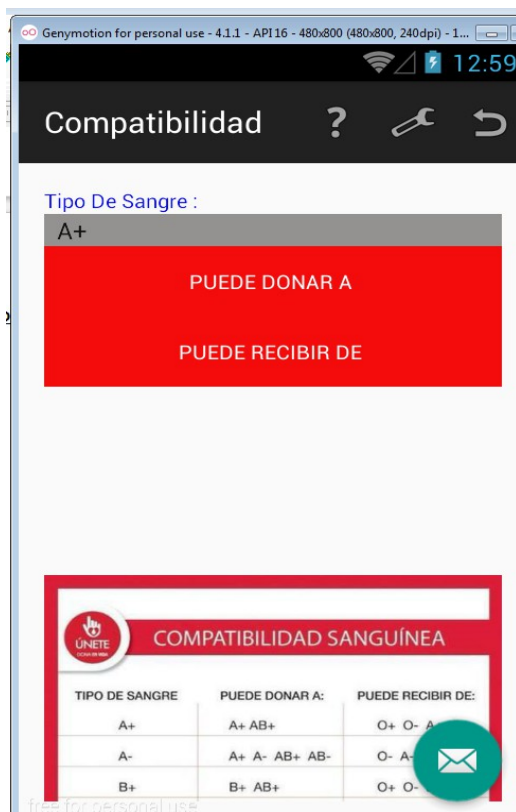 Genymotion for personal use - 4.1.1 - API 16 - 480x800 (480x800, 240dpi) - 1...
12:59
Compatibilidad ?
Tipo De Sangre :
A+
PUEDE DONAR A
PUEDE RECIBIR DE
ÚNETE
COMPATIBILIDAD SANGUÍNEA
TIPO DE SANGRE PUEDE DONAR A: PUEDE RECIBIR DE:
A+ A+ AB+ O+ O-
A- A+ A- AB+ AB- O- A-
B+ B+ AB+ O+ O-
free for personal use